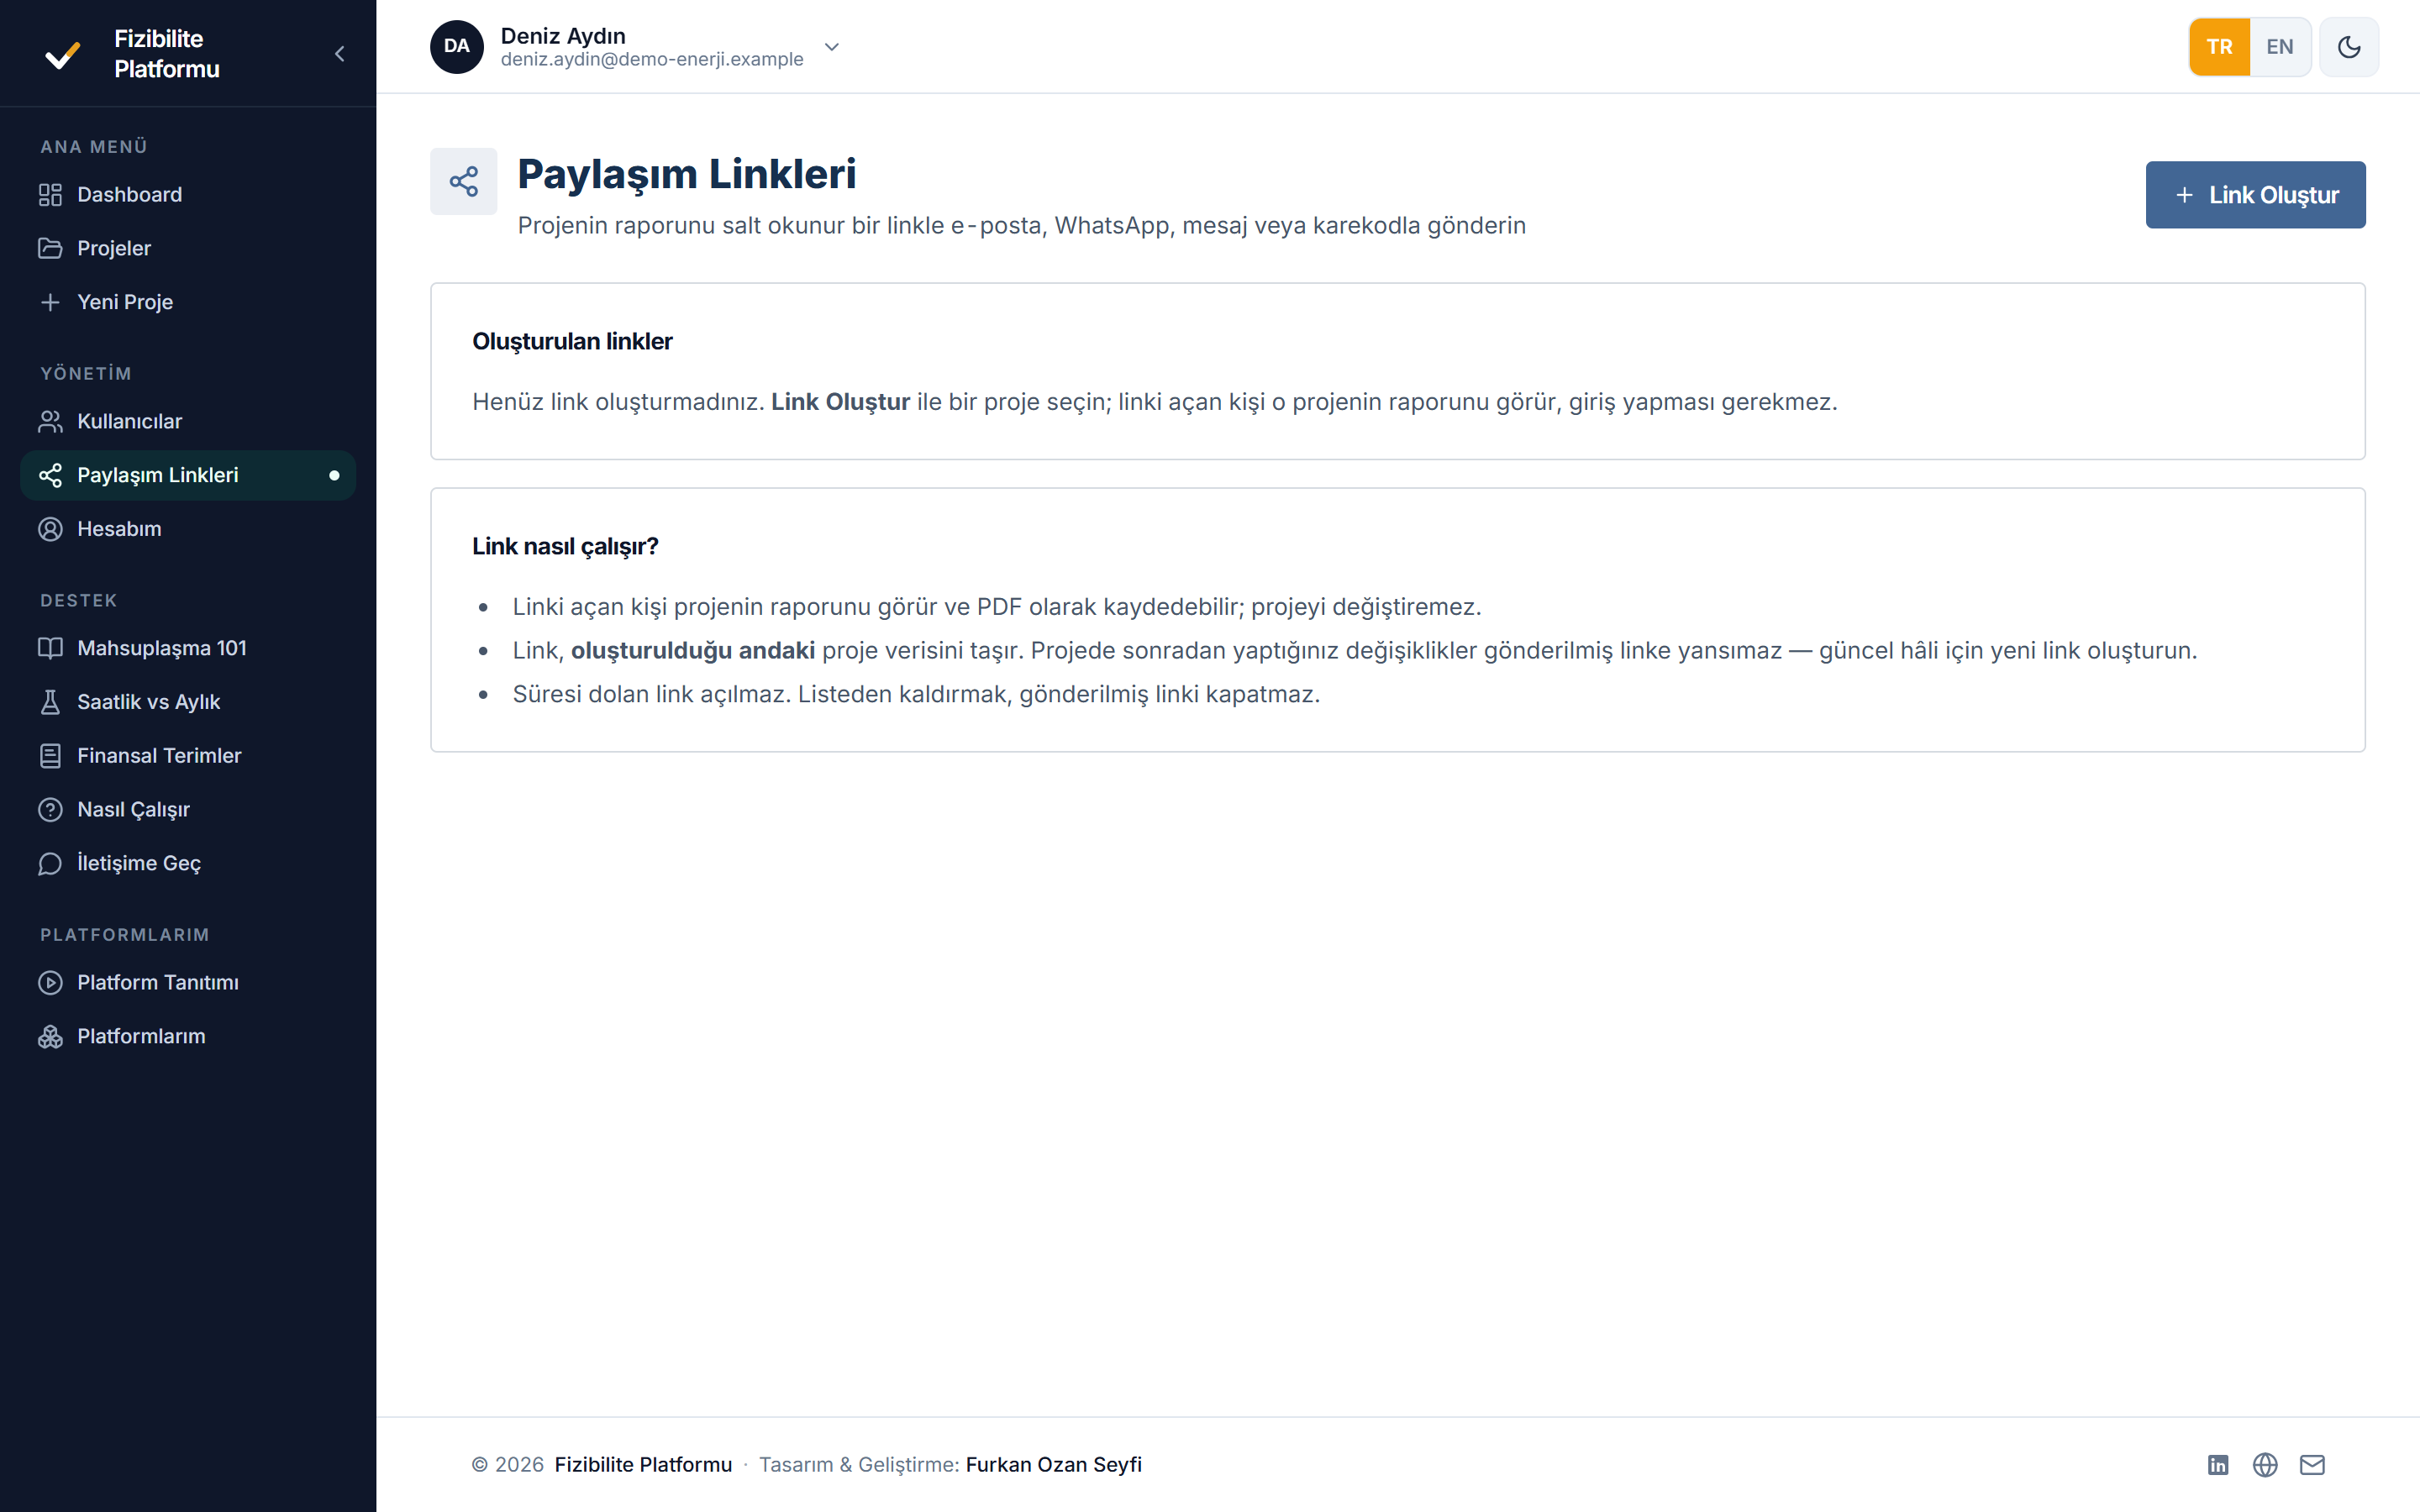 Fizibilite
Platformu
ANA MENÜ
Dashboard
Projeler
Yeni Proje
YÖNETİM
Kullanıcılar
Paylaşım Linkleri
Hesabım
DESTEK
Mahsuplaşma 101
Saatlik vs Aylık
Finansal Terimler
Nasıl Çalışır
İletişime Geç
PLATFORMLARIM
Platform Tanıtımı
Platformlarım
DA
Deniz Aydın
deniz.aydin@demo-enerji.example
TR
EN
Paylaşım Linkleri
Projenin raporunu salt okunur bir linkle e-posta, WhatsApp, mesaj veya karekodla gönderin
+ Link Oluştur
Oluşturulan linkler
Henüz link oluşturmadınız. Link Oluştur ile bir proje seçin; linki açan kişi o projenin raporunu görür, giriş yapması gerekmez.
Link nasıl çalışır?
• Linki açan kişi projenin raporunu görür ve PDF olarak kaydedebilir; projeyi değiştiremez.
• Link, oluşturulduğu andaki proje verisini taşır. Projede sonradan yaptığınız değişiklikler gönderilmiş linke yansımaz — güncel hâli için yeni link oluşturun.
• Süresi dolan link açılmaz. Listeden kaldırmak, gönderilmiş linki kapatmaz.
© 2026 Fizibilite Platformu · Tasarım & Geliştirme: Furkan Ozan Seyfi
in